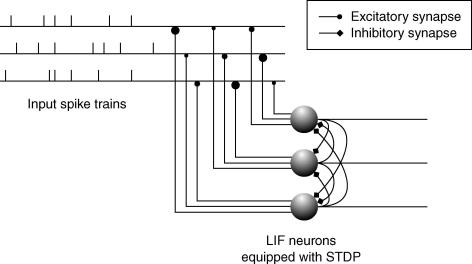 Excitatory synapse
Inhibitory synapse
Input spike trains
LIF neurons
equipped with STDP